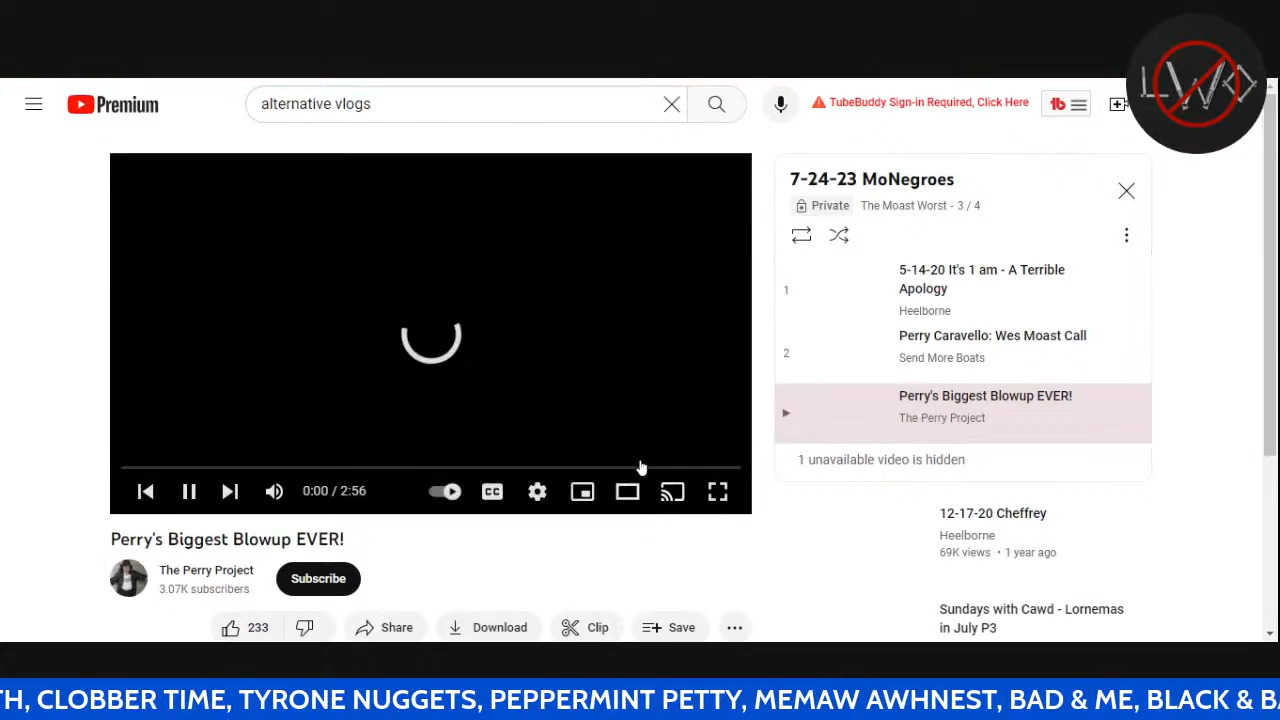 Premium
alternative vlogs
TubeBuddy Sign-in Required, Click Here
tb
LWKD
7-24-23 MoNegroes
Private The Moast Worst - 3 / 4
1
5-14-20 It's 1 am - A Terrible
Apology
Heelborne
2
Perry Caravello: Wes Moast Call
Send More Boats
Perry's Biggest Blowup EVER!
The Perry Project
1 unavailable video is hidden
0:00 / 2:56
CC
Perry's Biggest Blowup EVER!
The Perry Project
3.07K subscribers
Subscribe
233
Share
Download
Clip
Save
12-17-20 Cheffrey
Heelborne
69K views • 1 year ago
Sundays with Cawd - Lornemas
in July P3
TH, CLOBBER TIME, TYRONE NUGGETS, PEPPERMINT PETTY, MEMAW AWHNEST, BAD & ME, BLACK & BA